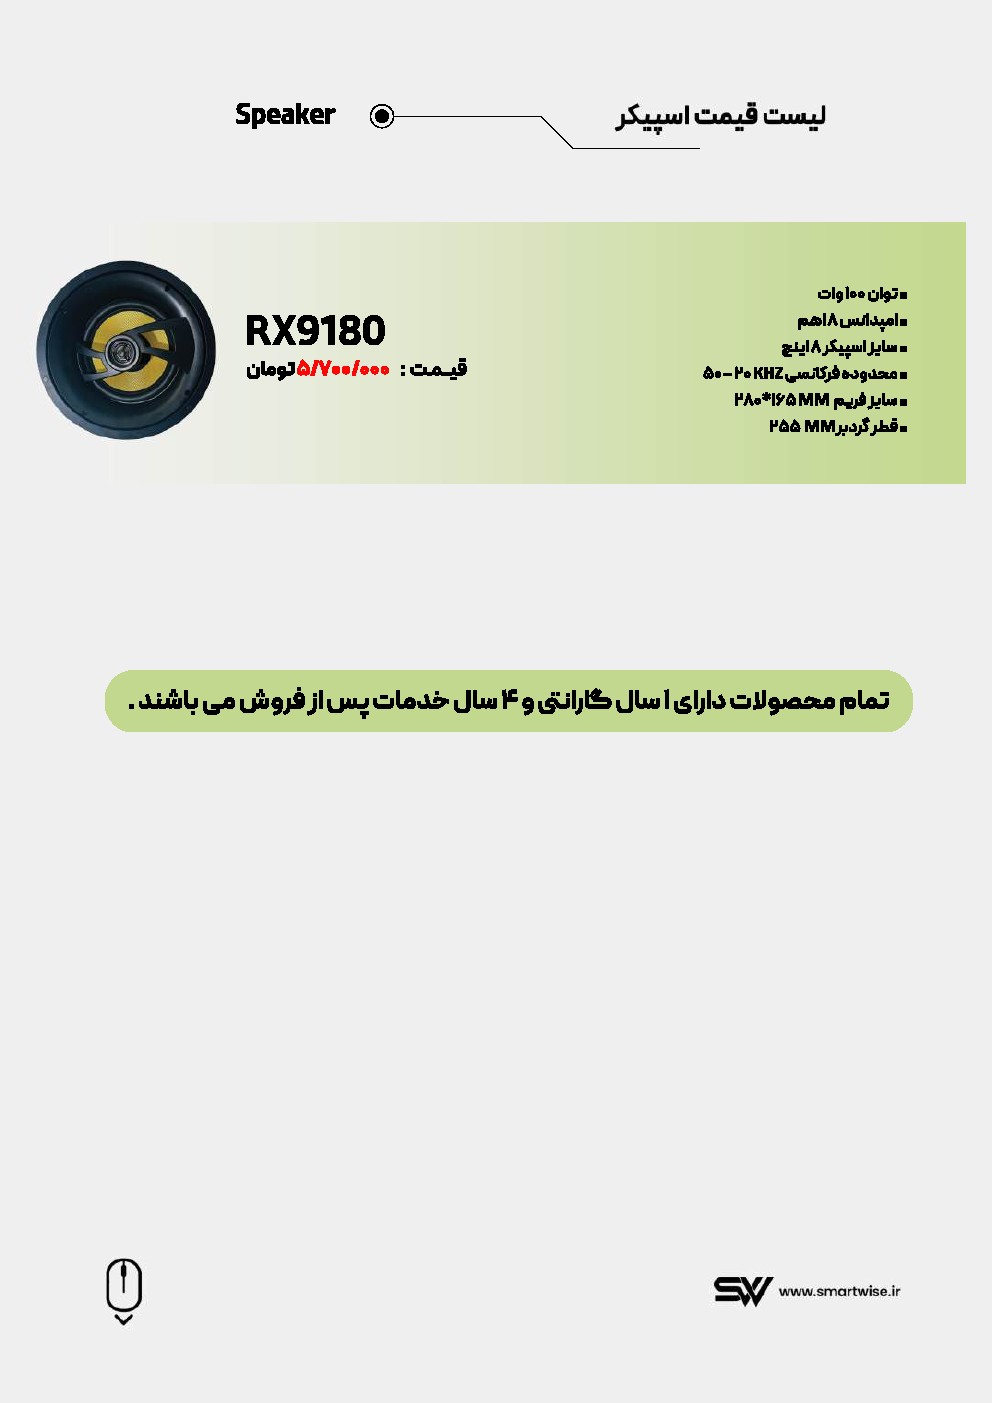 لیست قیمت اسپیکر
Speaker
▪ توان ۱۰۰ وات
▪ امپدانس ۸ اهم
▪ سایز اسپیکر ۸ اینچ
▪ محدوده فرکانسی ۵۰ – ۲۰ KHZ
▪ سایز فریم ۲۸۰*۱۶۵ MM
▪ قطر گردبر ۲۵۵ MM
RX9180
قیـمـت : ۵/۷۰۰/۰۰۰ تومان
تمام محصولات دارای ۱ سال گارانتی و ۴ سال خدمات پس از فروش می باشند .
SW www.smartwise.ir